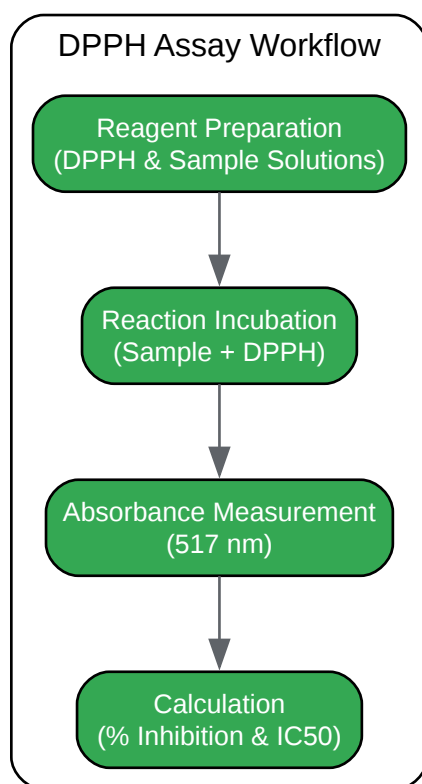 DPPH Assay Workflow
Reagent Preparation
(DPPH & Sample Solutions)
Reaction Incubation
(Sample + DPPH)
Absorbance Measurement
(517 nm)
Calculation
(% Inhibition & IC50)